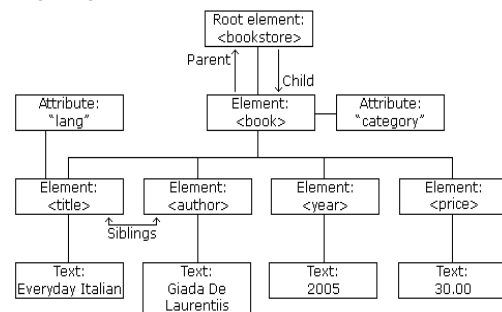 Root element:
<bookstore>
Parent
Child
Attribute:
"lang"
Element:
<book>
Attribute:
"category"
Element:
<title>
Element:
<author>
Element:
<year>
Element:
<price>
Siblings
Text:
Everyday Italian
Text:
Giada De
Laurentiis
Text:
2005
Text:
30.00